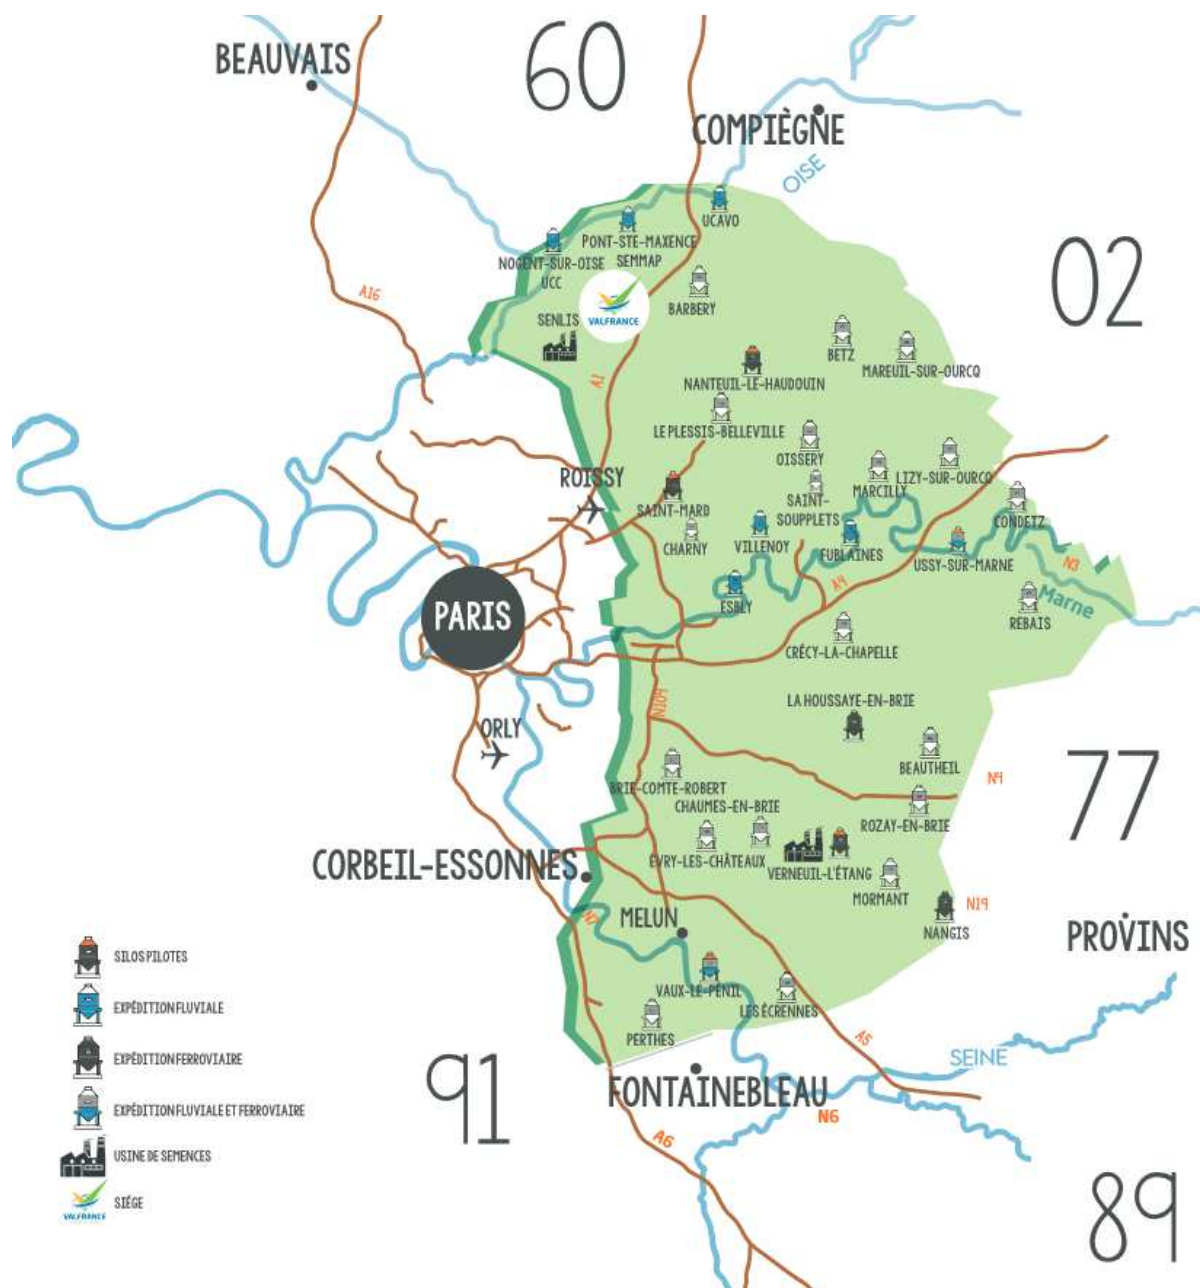 BEAUVAIS
60
COMPIÈGNE
OISE
UCAVO
PONT-STE-MAXENCE
SEMMAP
NOGENT-SUR-OISE
UCC
02
A16
BARBERY
SENLIS
VALFRANCE
BETZ
MAREUIL-SUR-OURCQ
A1
NANTEUIL-LE-HAUDOUIN
LE PLESSIS-BELLEVILLE
OISSERY
ROISSY
MARCILLY
LIZY-SUR-OURCQ
SAINT-MARD
SAINT-
SOUPPLETS
CONDETZ
CHARNY
VILLENOY
FUBLAINES
USSY-SUR-MARNE
N3
A4
ESBLY
Marne
PARIS
REBAIS
CRÉCY-LA-CHAPELLE
N104
LA HOUSSAYE-EN-BRIE
ORLY
BEAUTHEIL
77
N4
BRIE-COMTE-ROBERT
CHAUMES-EN-BRIE
ROZAY-EN-BRIE
CORBEIL-ESSONNES
ÉVRY-LES-CHÂTEAUX
VERNEUIL-L'ÉTANG
MORMANT
N7
MELUN
N19
NANGIS
PROVINS
SILOS PILOTES
VAUX-LE-PÉNIL
LES ÉCRENNES
EXPÉDITION FLUVIALE
PERTHES
A5
EXPÉDITION FERROVIAIRE
SEINE
91
FONTAINEBLEAU
EXPÉDITION FLUVIALE ET FERROVIAIRE
N6
A6
USINE DE SEMENCES
VALFRANCE
SIÉGE
89